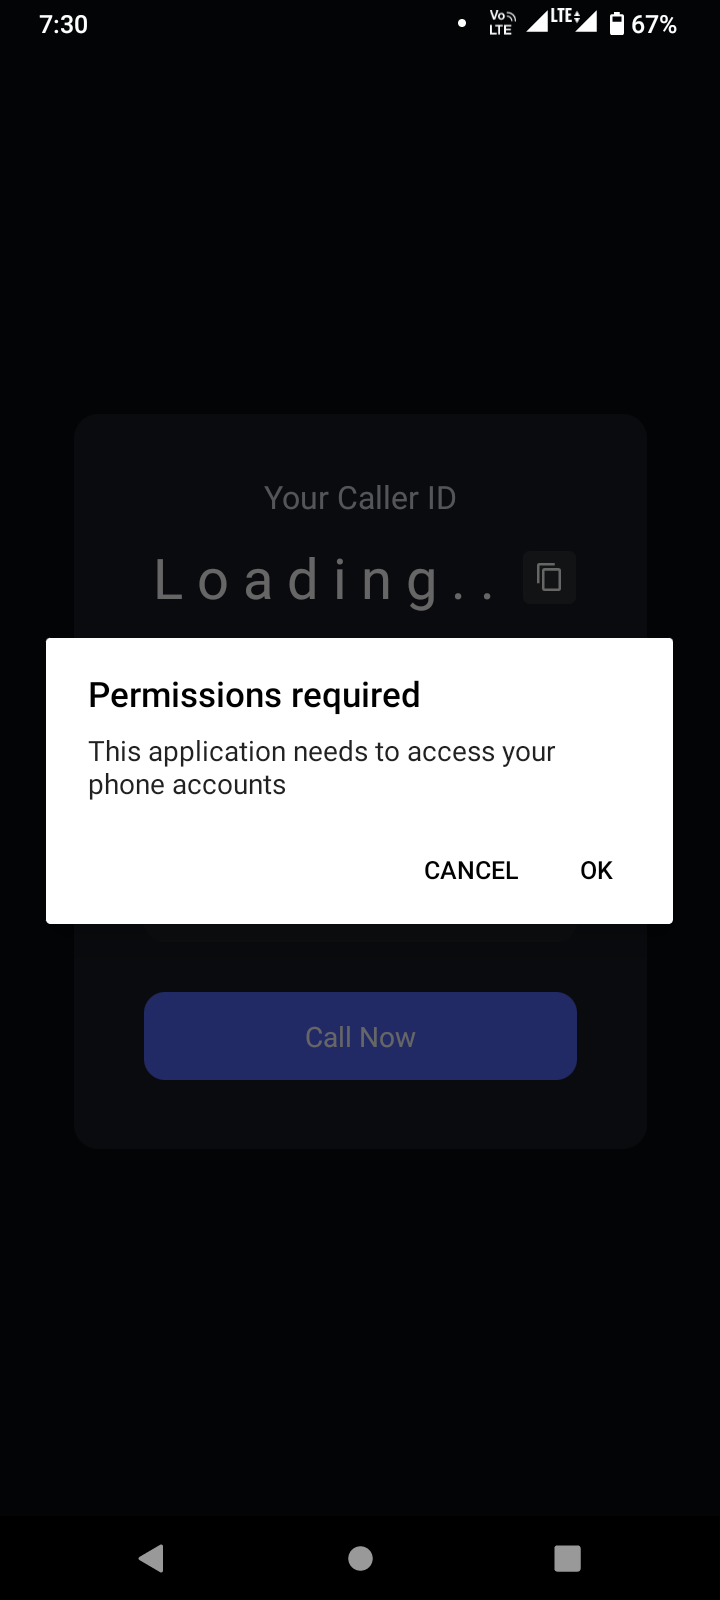 7:30
Vo LTE LTE 67%
Your Caller ID
Loading..
Permissions required
This application needs to access your
phone accounts
CANCEL OK
Call Now